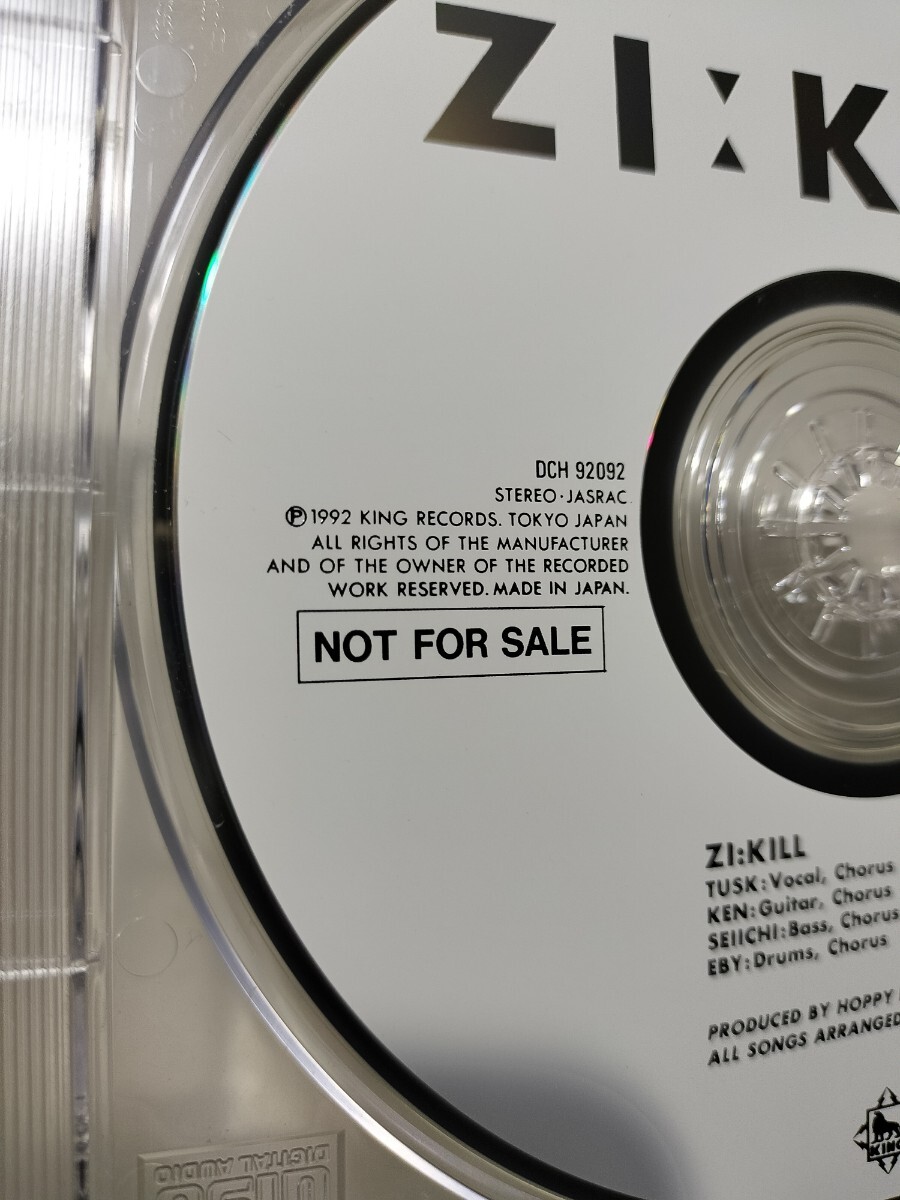 ZI:K
DCH 92092
STEREO・JASRAC
Ⓟ1992 KING RECORDS. TOKYO JAPAN
ALL RIGHTS OF THE MANUFACTURER
AND OF THE OWNER OF THE RECORDED
WORK RESERVED. MADE IN JAPAN.
NOT FOR SALE
ZI:KILL
TUSK:Vocal, Chorus
KEN:Guitar, Chorus
SEIICHI:Bass, Chorus
EBY:Drums, Chorus
PRODUCED BY HOPPY
ALL SONGS ARRANGED
KING
DIGITAL AUDIO